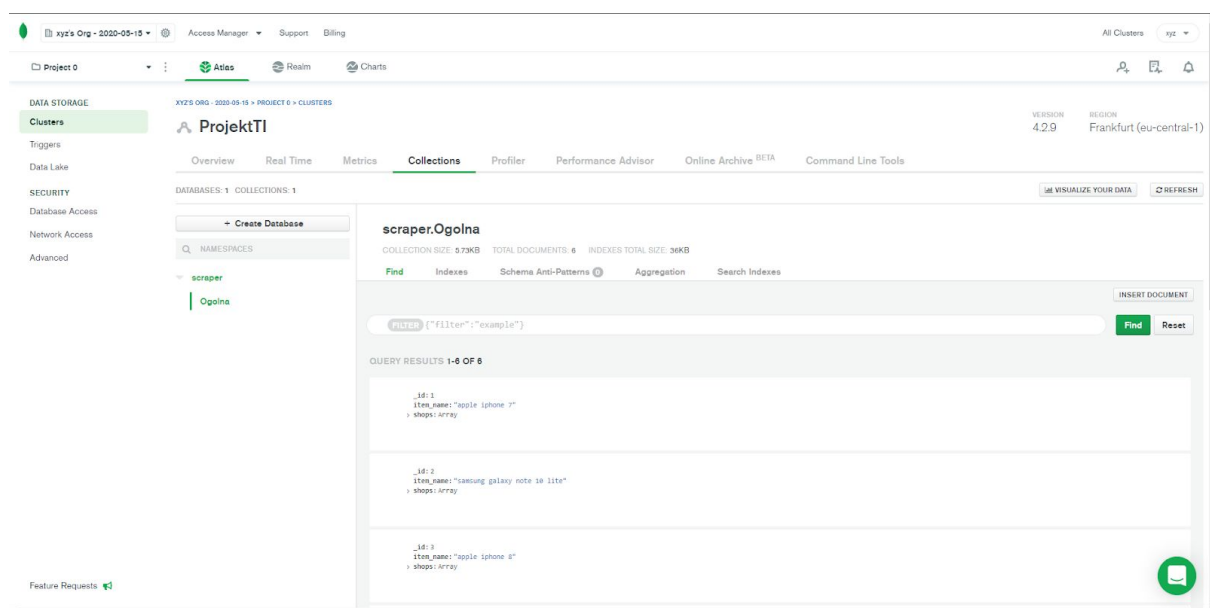 xyz's Org - 2020-05-15 Access Manager Support Billing All Clusters xyz
Project 0 Atlas Realm Charts
DATA STORAGE
Clusters
Triggers
Data Lake
SECURITY
Database Access
Network Access
Advanced
Feature Requests
XYZ'S ORG - 2020-05-15 > PROJECT 0 > CLUSTERS
ProjektTI
VERSION
4.2.9
REGION
Frankfurt (eu-central-1)
Overview Real Time Metrics Collections Profiler Performance Advisor Online Archive BETA Command Line Tools
DATABASES: 1 COLLECTIONS: 1
VISUALIZE YOUR DATA REFRESH
+ Create Database
NAMESPACES
scraper
Ogolna
scraper.Ogolna
COLLECTION SIZE: 5.73KB TOTAL DOCUMENTS: 6 INDEXES TOTAL SIZE: 36KB
Find Indexes Schema Anti-Patterns 0 Aggregation Search Indexes
INSERT DOCUMENT
FILTER {"filter":"example"} Find Reset
QUERY RESULTS 1-6 OF 6
_id: 1
item_name: "apple iphone 7"
> shops: Array
_id: 2
item_name: "samsung galaxy note 10 lite"
> shops: Array
_id: 3
item_name: "apple iphone 8"
> shops: Array